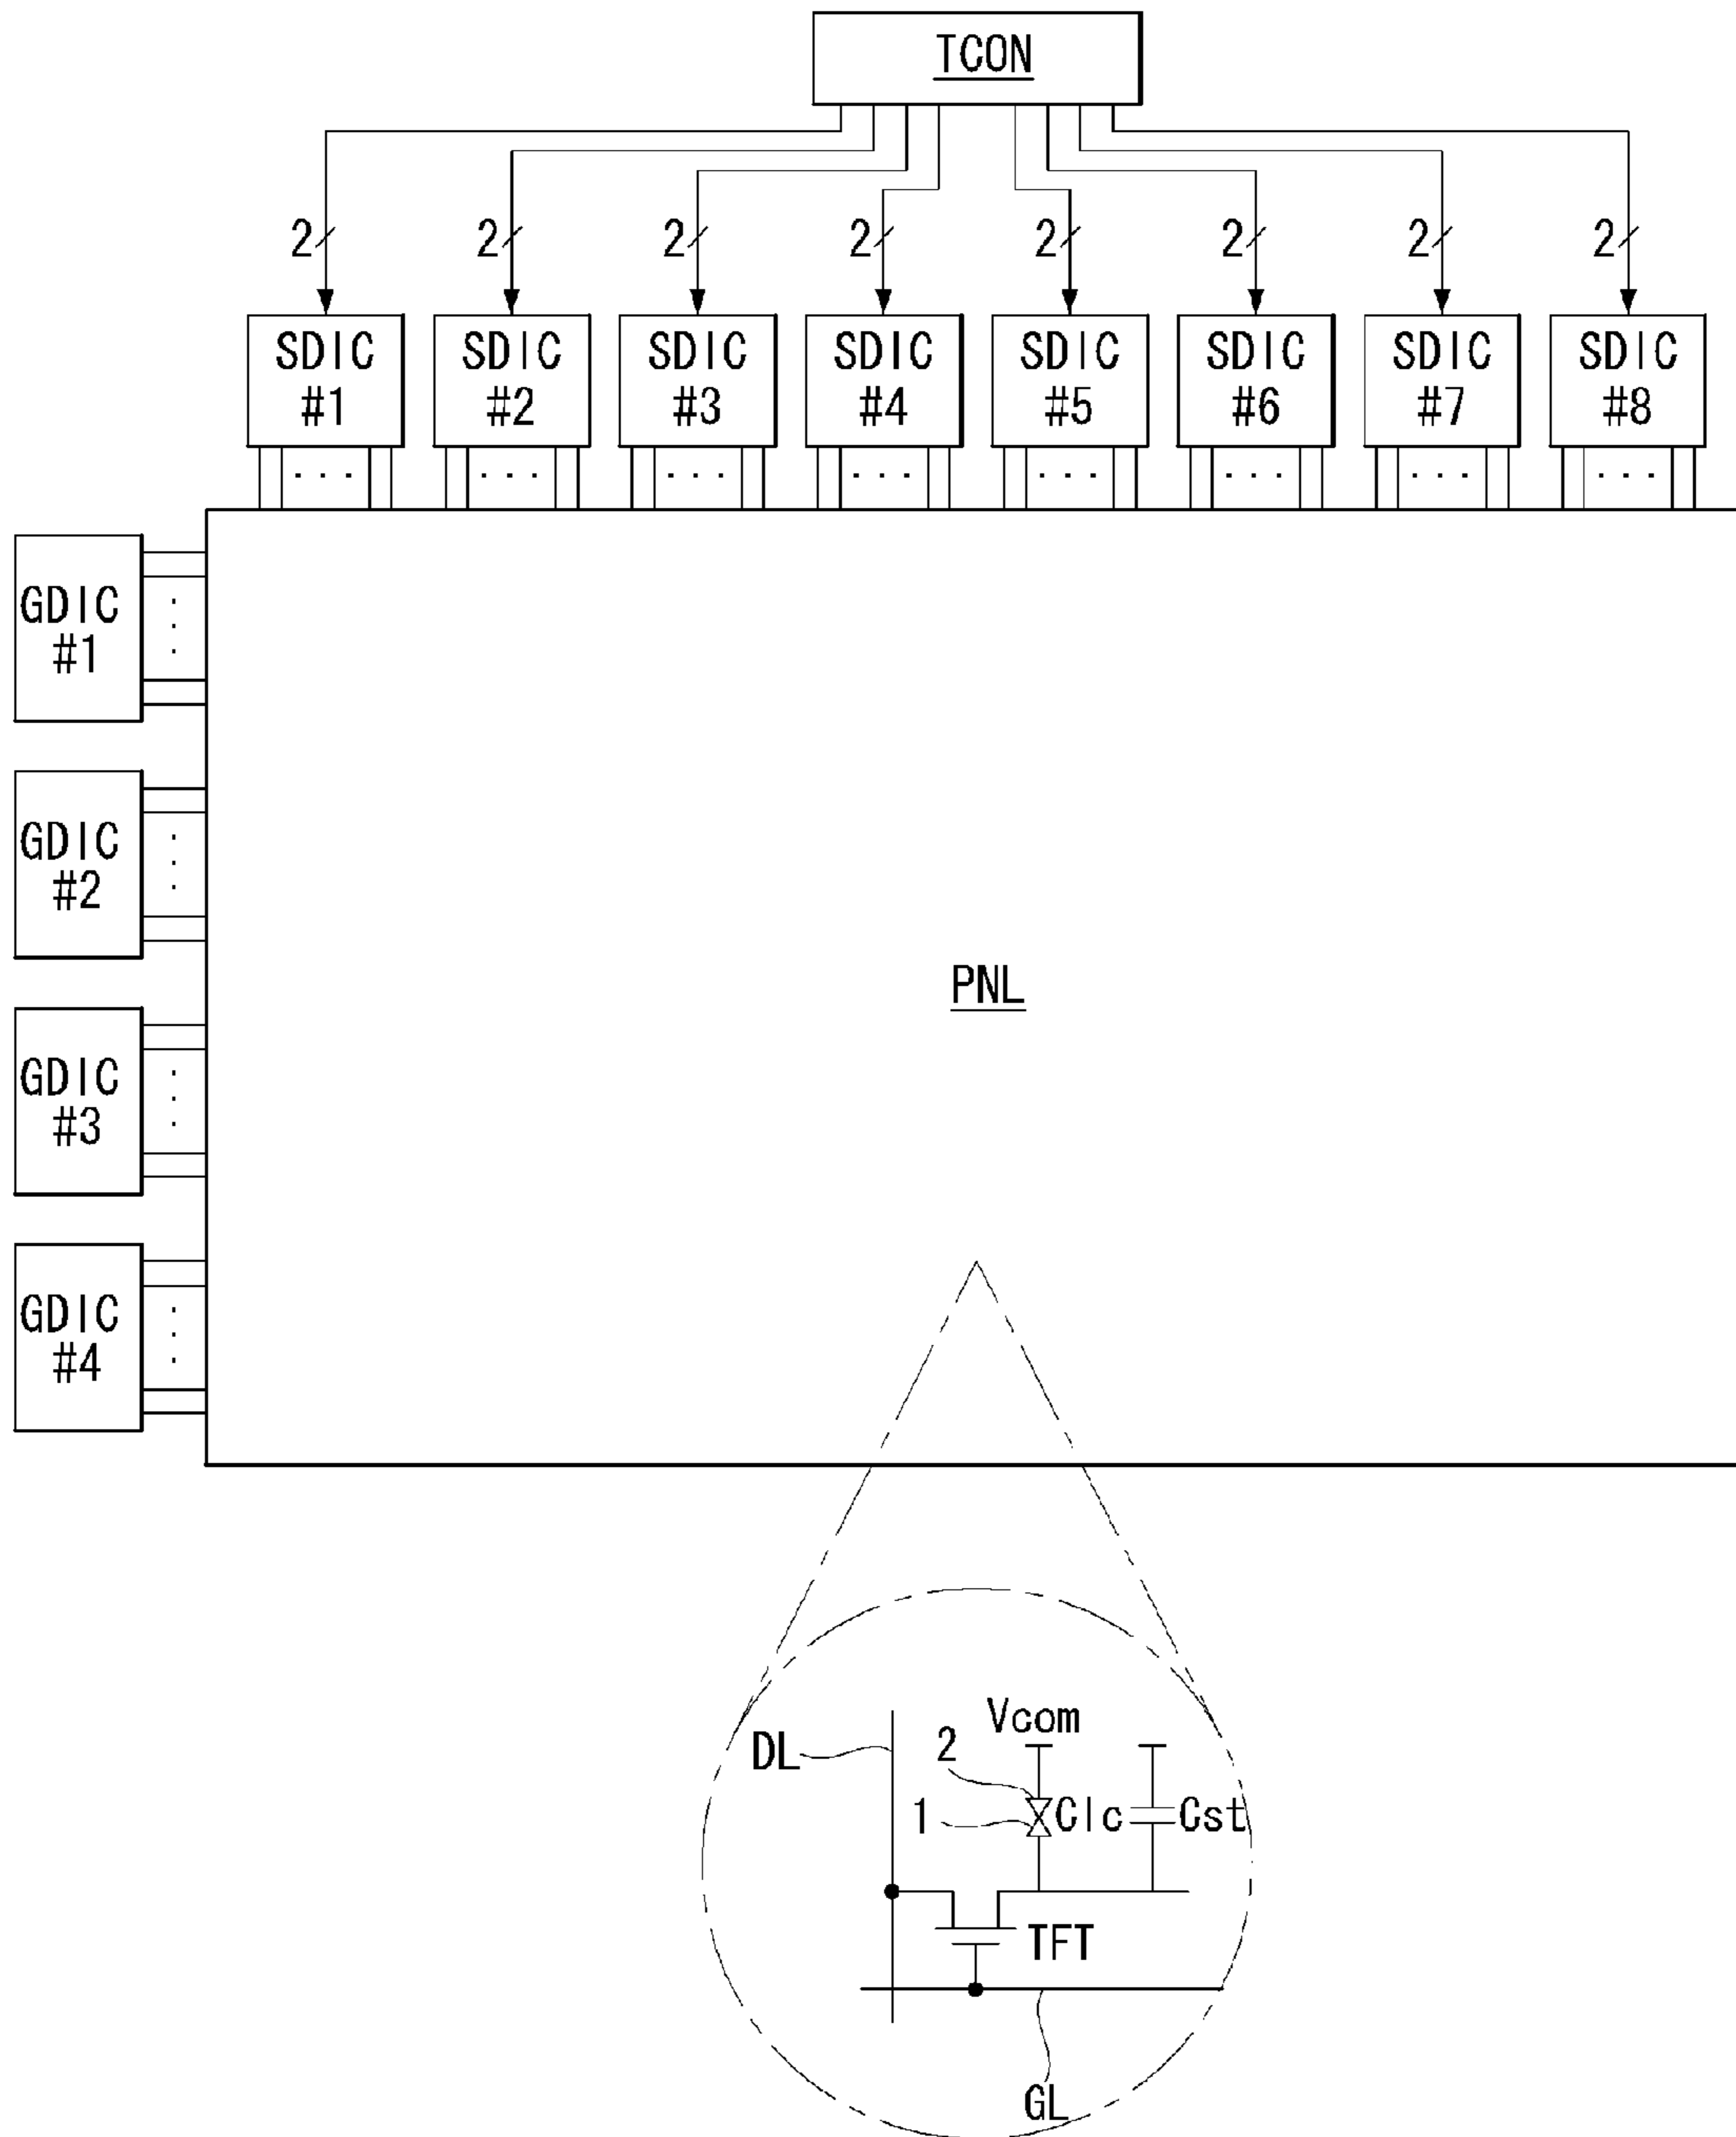 TCON
2 2 2 2 2 2 2 2
SDIC #1
SDIC #2
SDIC #3
SDIC #4
SDIC #5
SDIC #6
SDIC #7
SDIC #8
GDIC #1
GDIC #2
GDIC #3
GDIC #4
PNL
Vcom
DL
2
1
Clc
Cst
TFT
GL